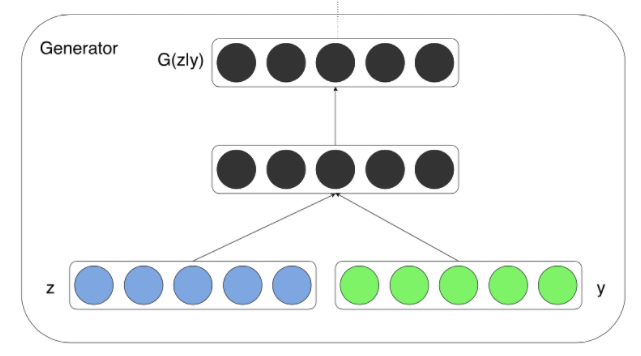 Generator
G(z|y)
z
y